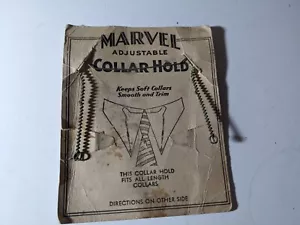 MARVEL
ADJUSTABLE
COLLAR-HOLD
Keeps Soft Collars
Smooth and Trim
THIS COLLAR HOLD
FITS ALL LENGTH
COLLARS.
DIRECTIONS ON OTHER SIDE